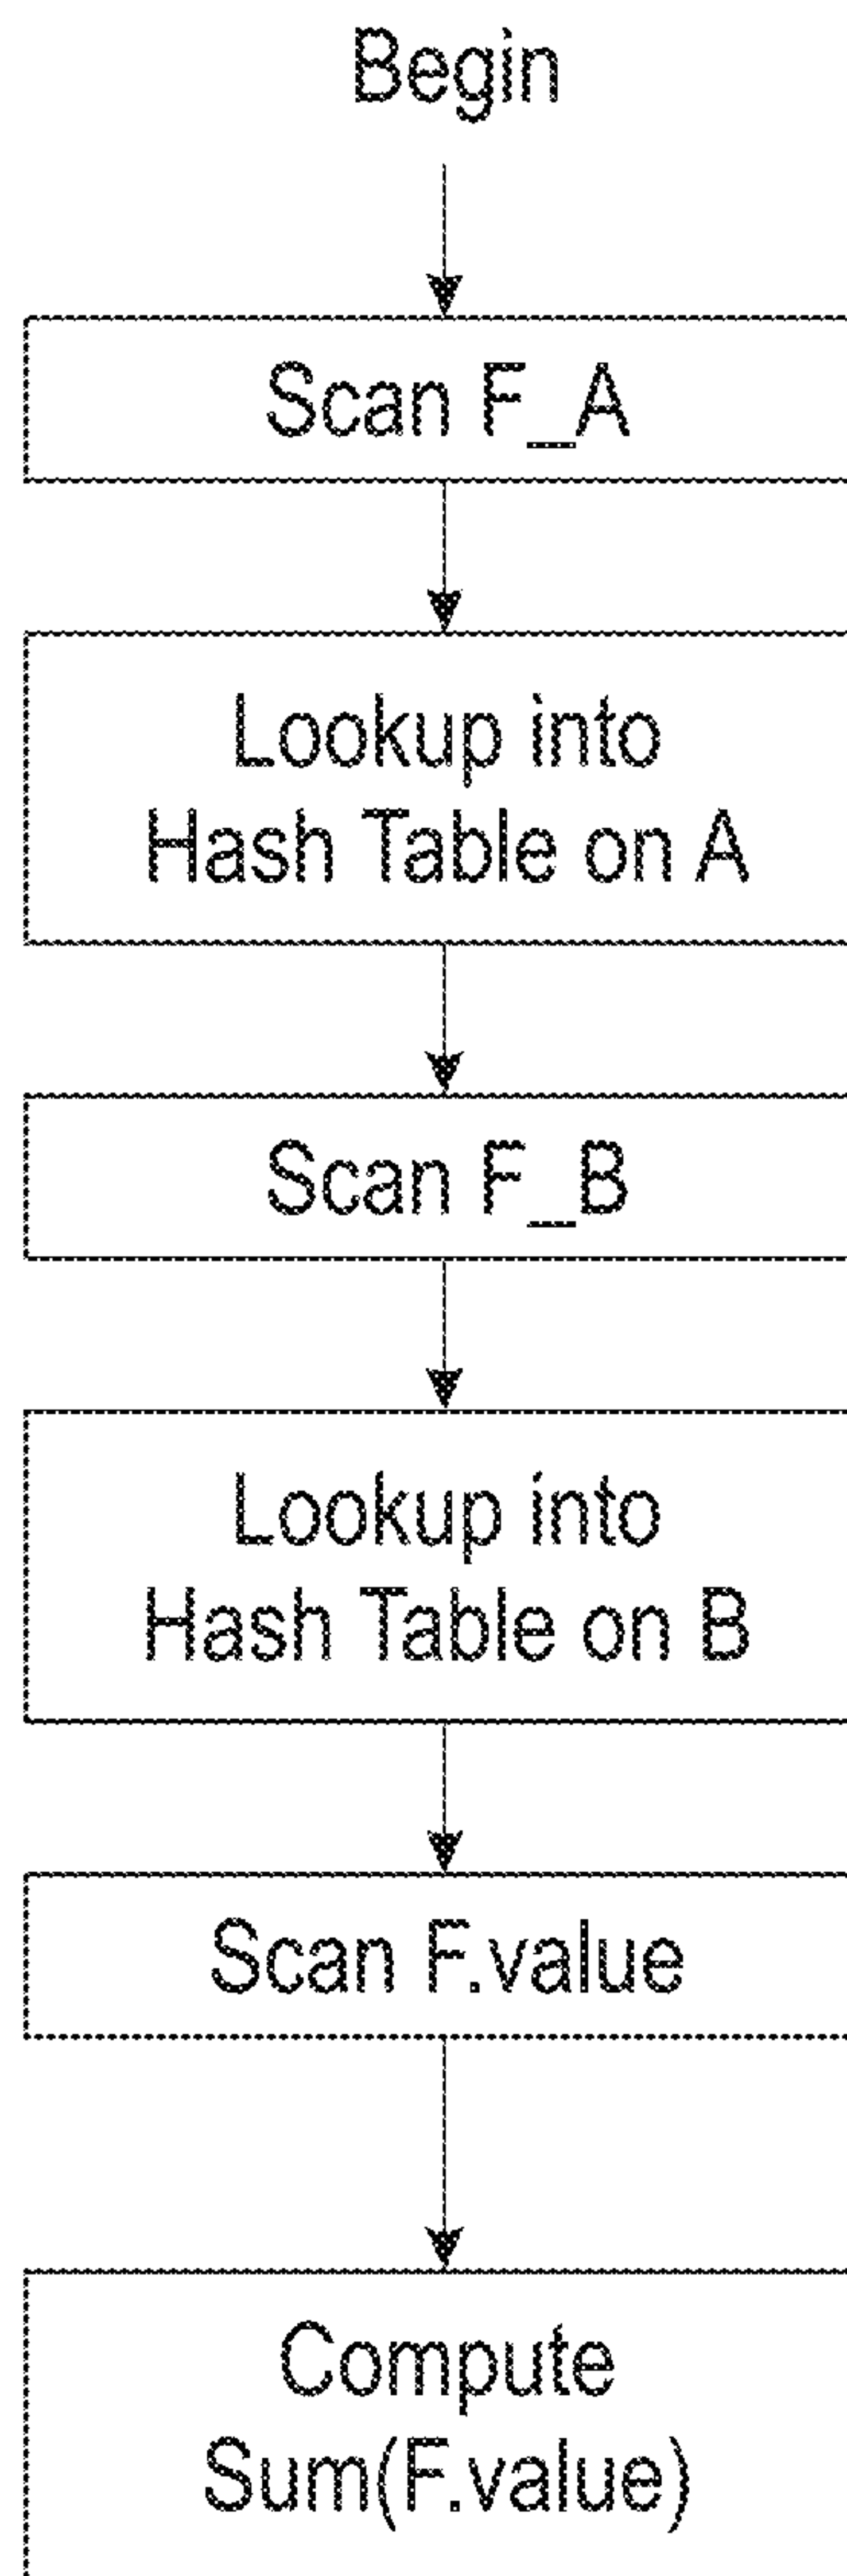 Begin
Scan F_A
Lookup into
Hash Table on A
Scan F_B
Lookup into
Hash Table on B
Scan F.value
Compute
Sum(F.value)